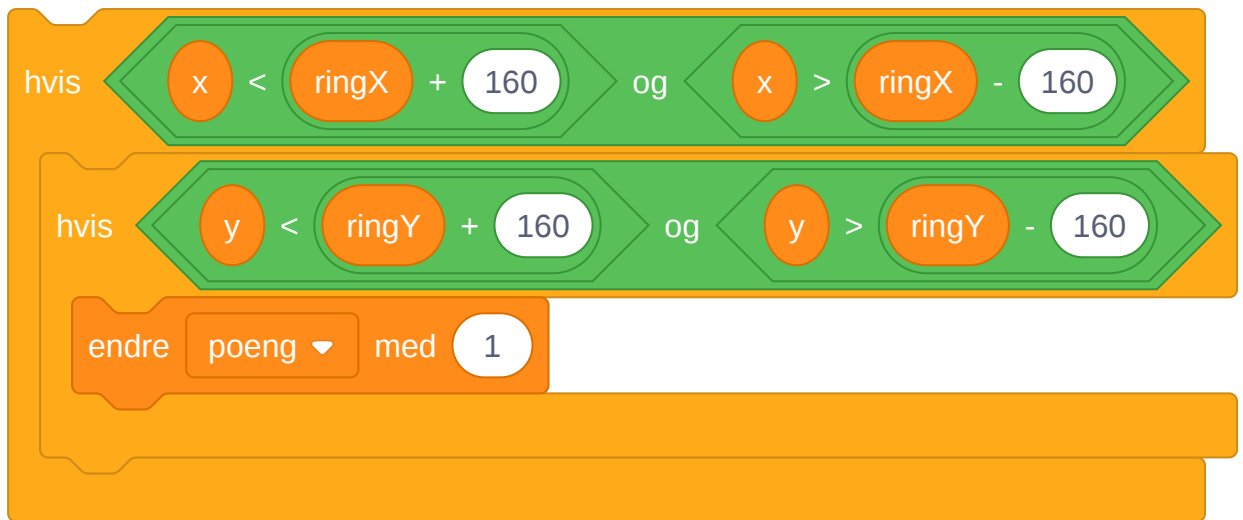 hvis x < ringX + 160 og x > ringX - 160
hvis y < ringY + 160 og y > ringY - 160
endre poeng med 1